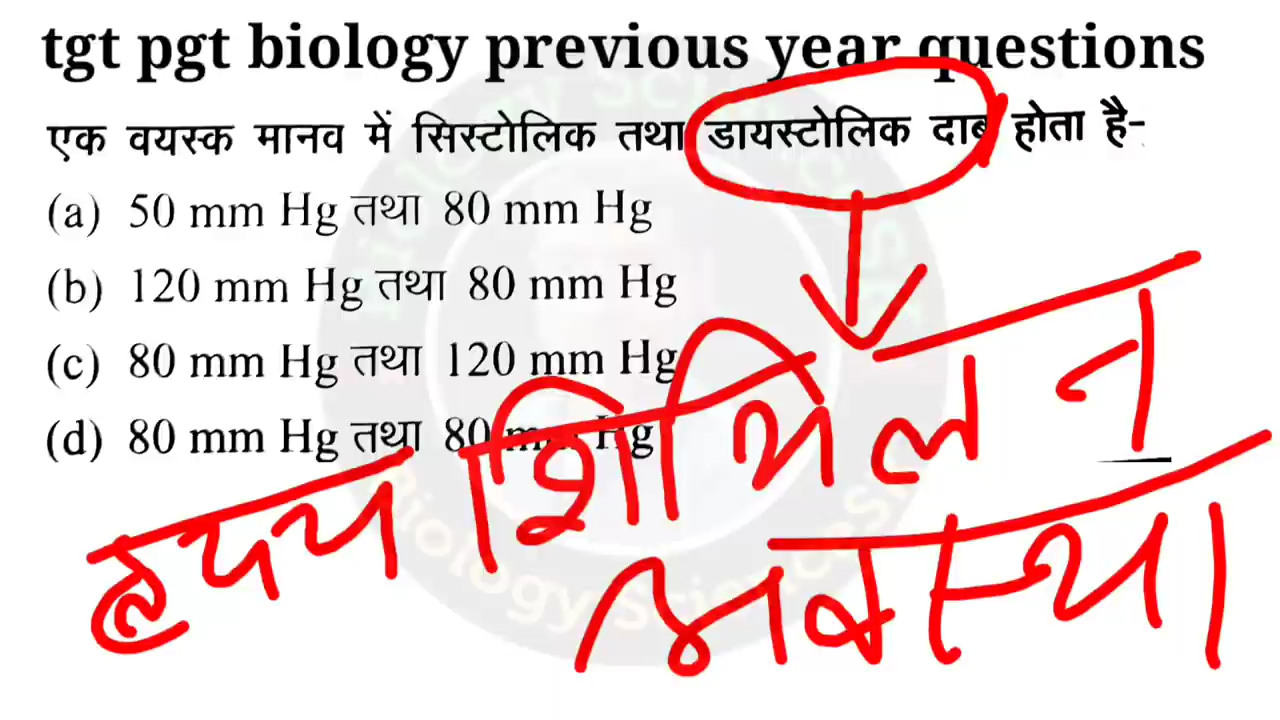 tgt pgt biology previous year questions
एक वयस्क मानव में सिस्टोलिक तथा डायस्टोलिक दाब होता है-
(a) 50 mm Hg तथा 80 mm Hg
(b) 120 mm Hg तथा 80 mm Hg
(c) 80 mm Hg तथा 120 mm Hg
(d) 80 mm Hg तथा 80 mm Hg
हृदय शिथिलन
अवस्था